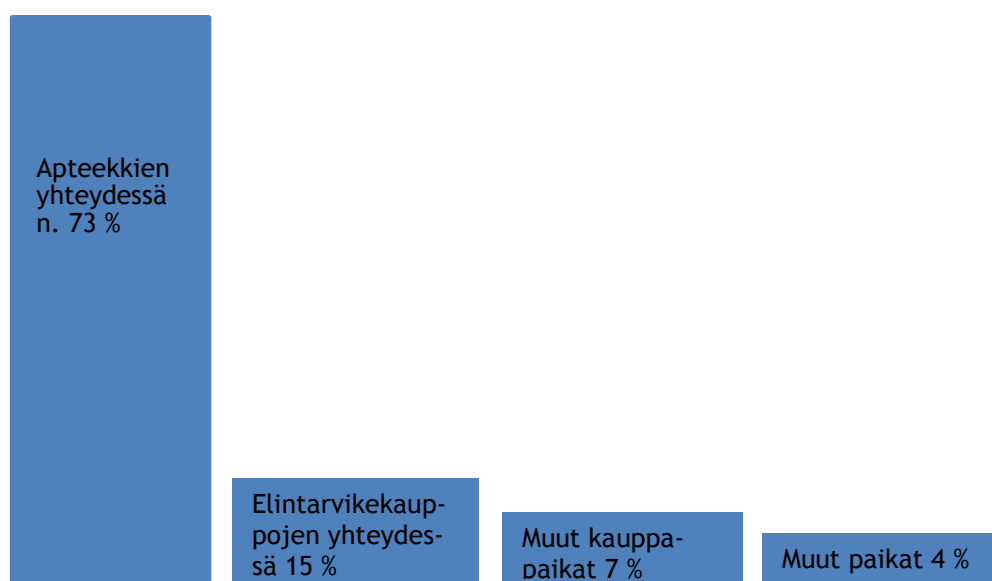 Apteekkien
yhteydessä
n. 73 %
Elintarvikekaup-
pojen yhteydes-
sä 15 %
Muut kauppa-
paikat 7 %
Muut paikat 4 %